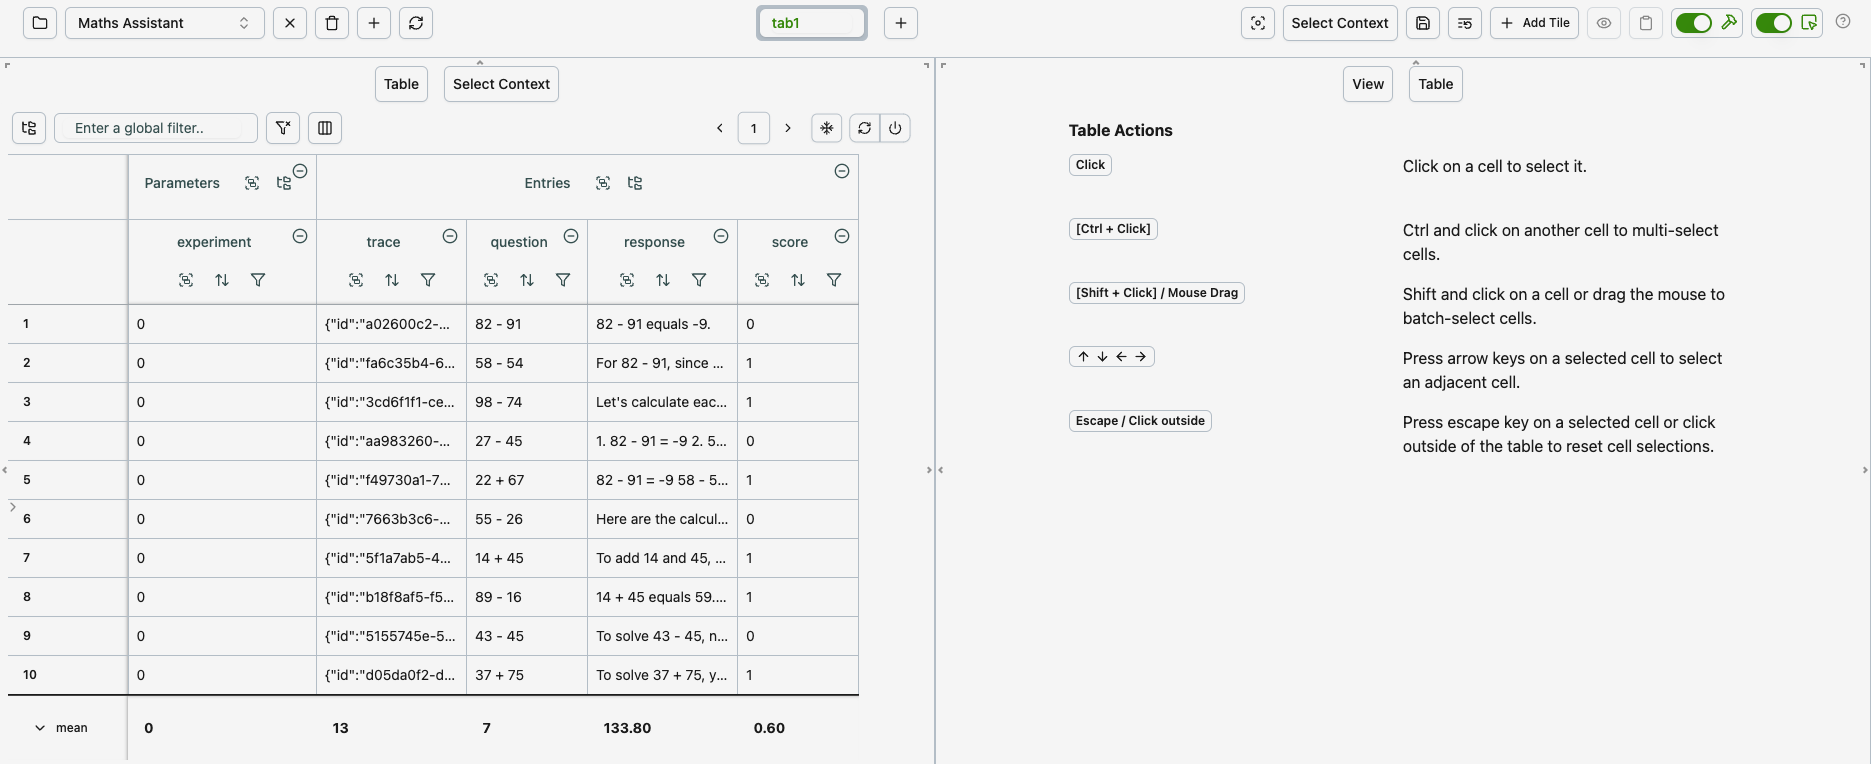 Maths Assistant
tab1
Select Context
Add Tile
Table
Select Context
Enter a global filter..
1
Parameters
Entries
experiment
trace
question
response
score
1 0 {"id":"a02600c2-... 82 - 91 82 - 91 equals -9. 0
2 0 {"id":"fa6c35b4-6... 58 - 54 For 82 - 91, since ... 1
3 0 {"id":"3cd6f1f1-ce... 98 - 74 Let's calculate eac... 1
4 0 {"id":"aa983260-... 27 - 45 1. 82 - 91 = -9 2. 5... 0
5 0 {"id":"f49730a1-7... 22 + 67 82 - 91 = -9 58 - 5... 1
6 0 {"id":"7663b3c6-... 55 - 26 Here are the calcul... 0
7 0 {"id":"5f1a7ab5-4... 14 + 45 To add 14 and 45, ... 1
8 0 {"id":"b18f8af5-f5... 89 - 16 14 + 45 equals 59.... 1
9 0 {"id":"5155745e-5... 43 - 45 To solve 43 - 45, n... 0
10 0 {"id":"d05da0f2-d... 37 + 75 To solve 37 + 75, y... 1
mean 0 13 7 133.80 0.60
View
Table
Table Actions
Click
Click on a cell to select it.
[Ctrl + Click]
Ctrl and click on another cell to multi-select
cells.
[Shift + Click] / Mouse Drag
Shift and click on a cell or drag the mouse to
batch-select cells.
↑ ↓ ← →
Press arrow keys on a selected cell to select
an adjacent cell.
Escape / Click outside
Press escape key on a selected cell or click
outside of the table to reset cell selections.